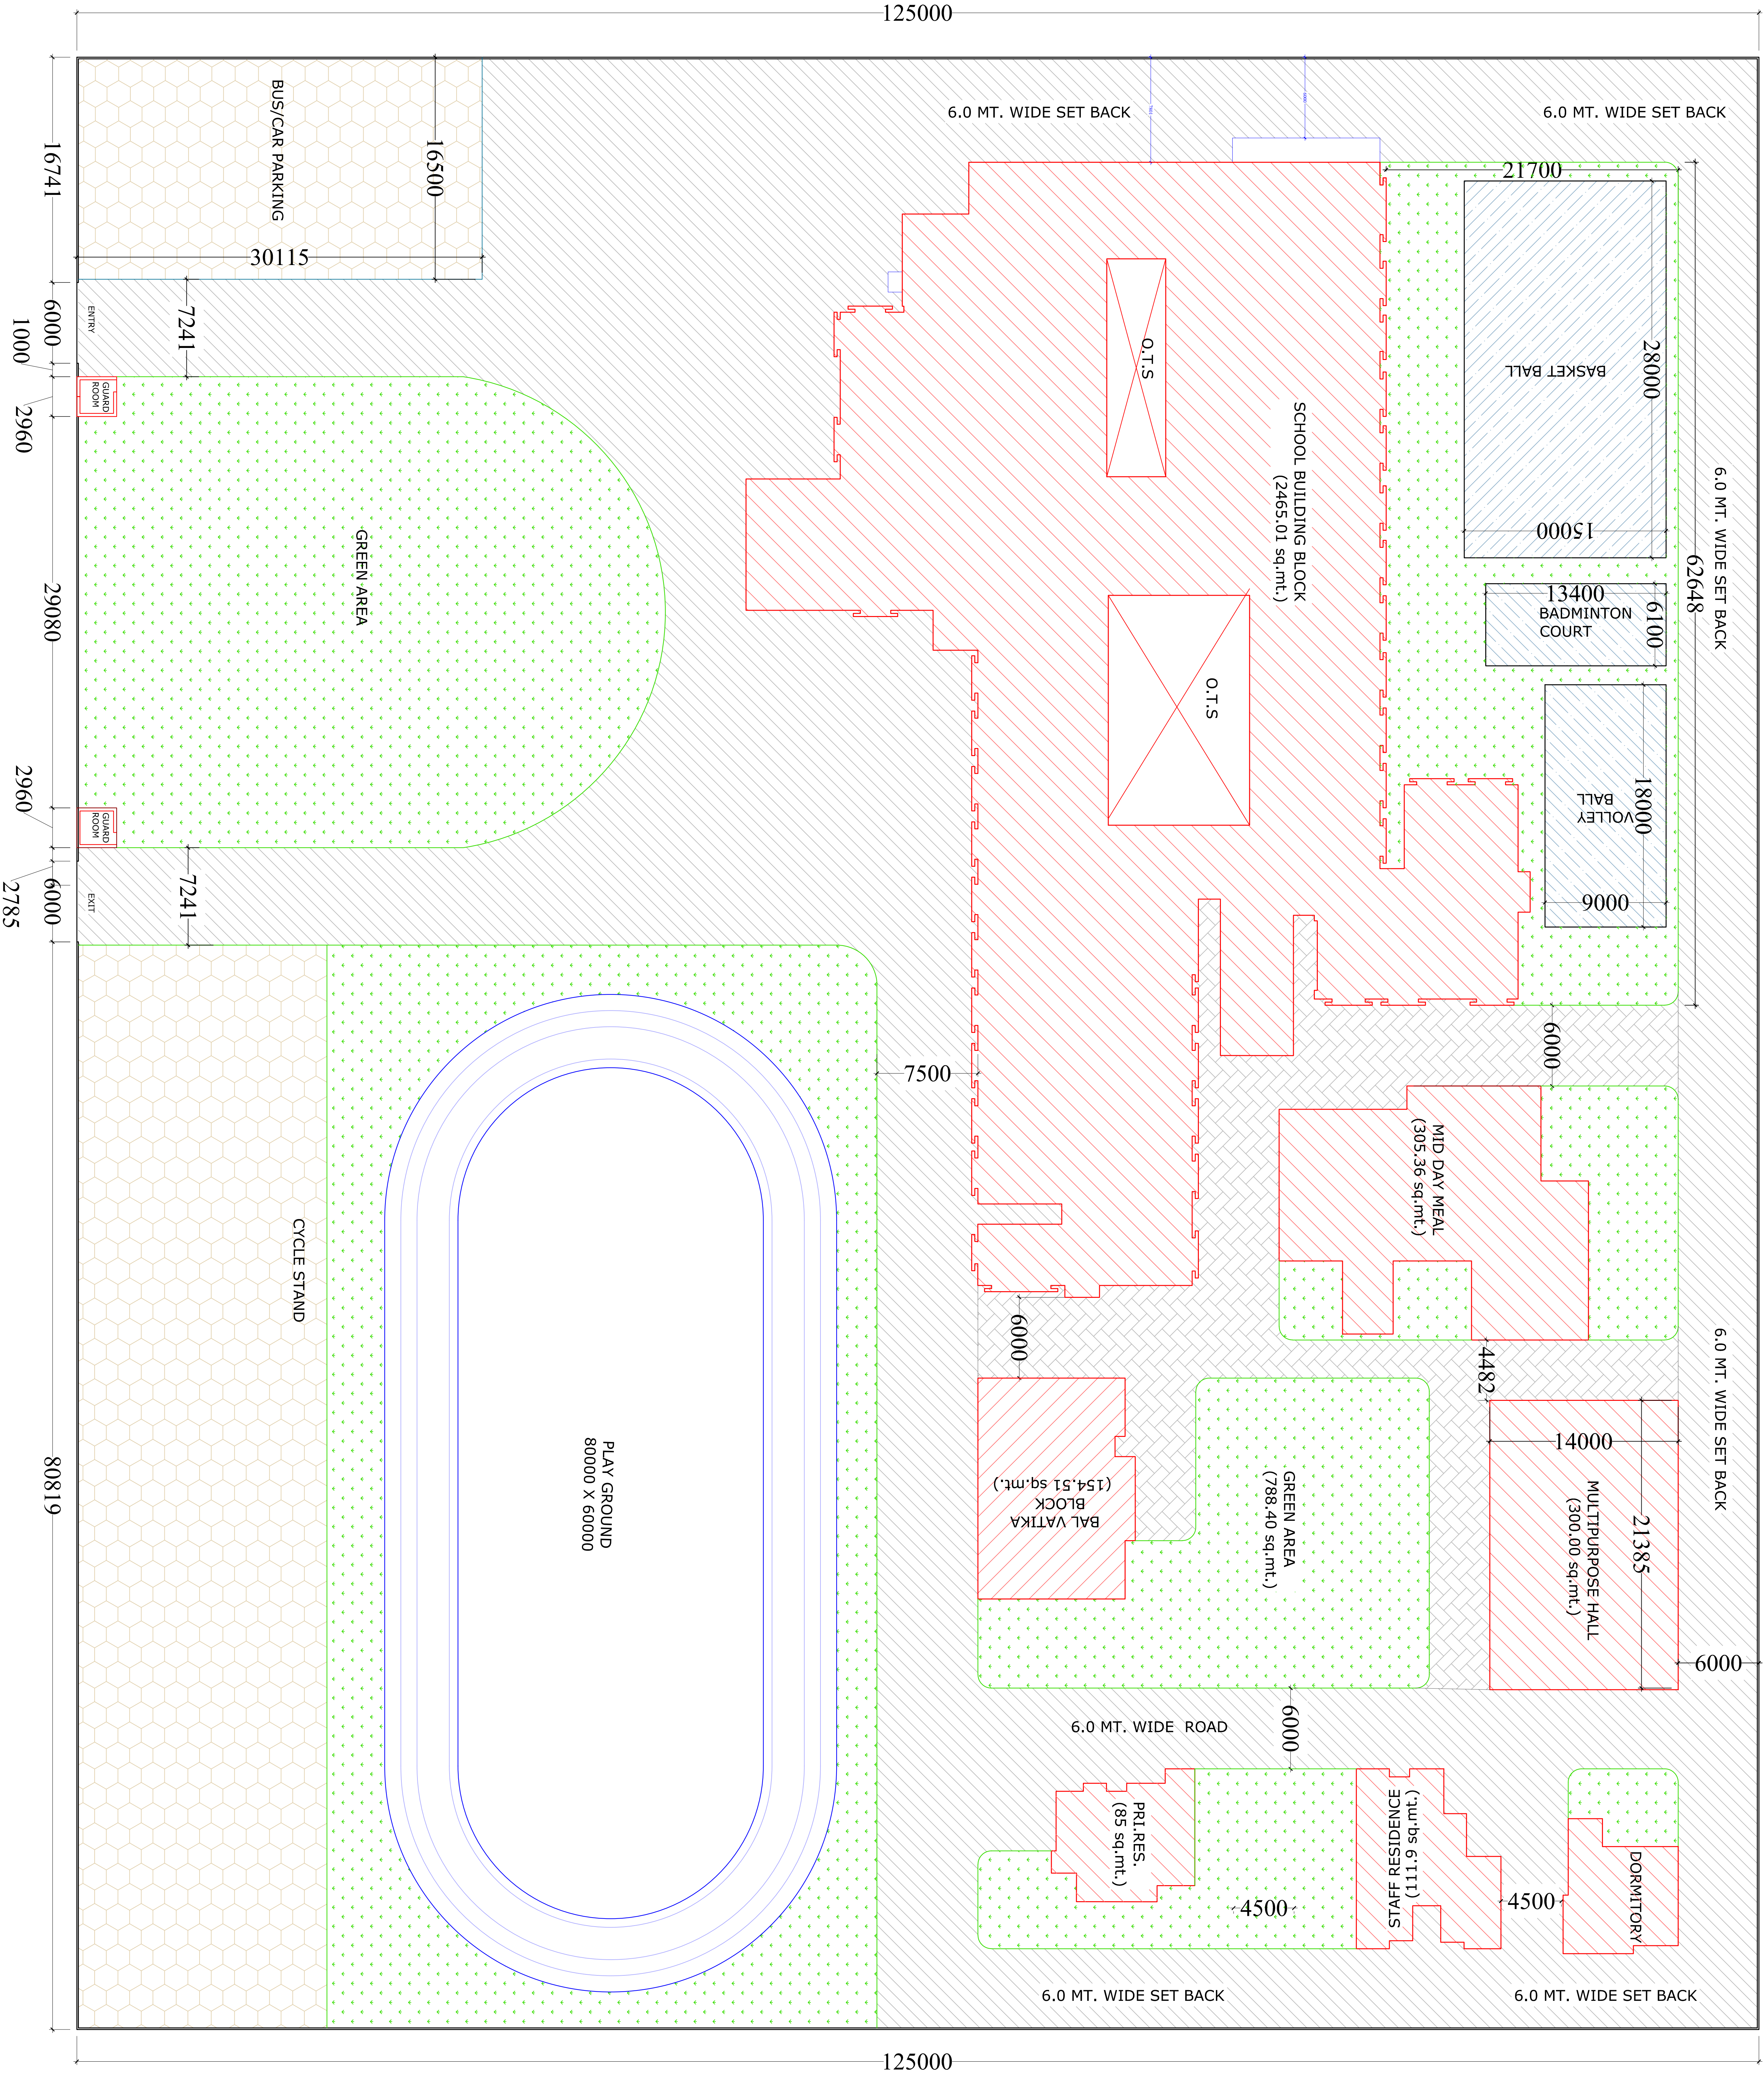 125000
16741
BUS/CAR PARKING
16500
30115
6.0 MT. WIDE SET BACK
6.0 MT. WIDE SET BACK
21700
6000
1000
ENTRY
7241
GUARD
ROOM
2960
O.T.S
SCHOOL BUILDING BLOCK
(2465.01 sq.mt.)
BASKET BALL
28000
15000
6.0 MT. WIDE SET BACK
62648
29080
GREEN AREA
O.T.S
13400
BADMINTON
COURT
6100
2960
GUARD
ROOM
VOLLEY
BALL
18000
9000
6000
2785
EXIT
7241
7500
6000
MID DAY MEAL
(305.36 sq.mt.)
CYCLE STAND
6000
4482
6.0 MT. WIDE SET BACK
80819
PLAY GROUND
80000 X 60000
BAL VATIKA
BLOCK
(154.51 sq.mt.)
GREEN AREA
(788.40 sq.mt.)
14000
MULTIPURPOSE HALL
(300.00 sq.mt.)
21385
6000
6.0 MT. WIDE ROAD
6000
PRI.RES.
(85 sq.mt.)
4500
STAFF RESIDENCE
(111.9 sq.mt.)
4500
DORMITORY
6.0 MT. WIDE SET BACK
6.0 MT. WIDE SET BACK
125000